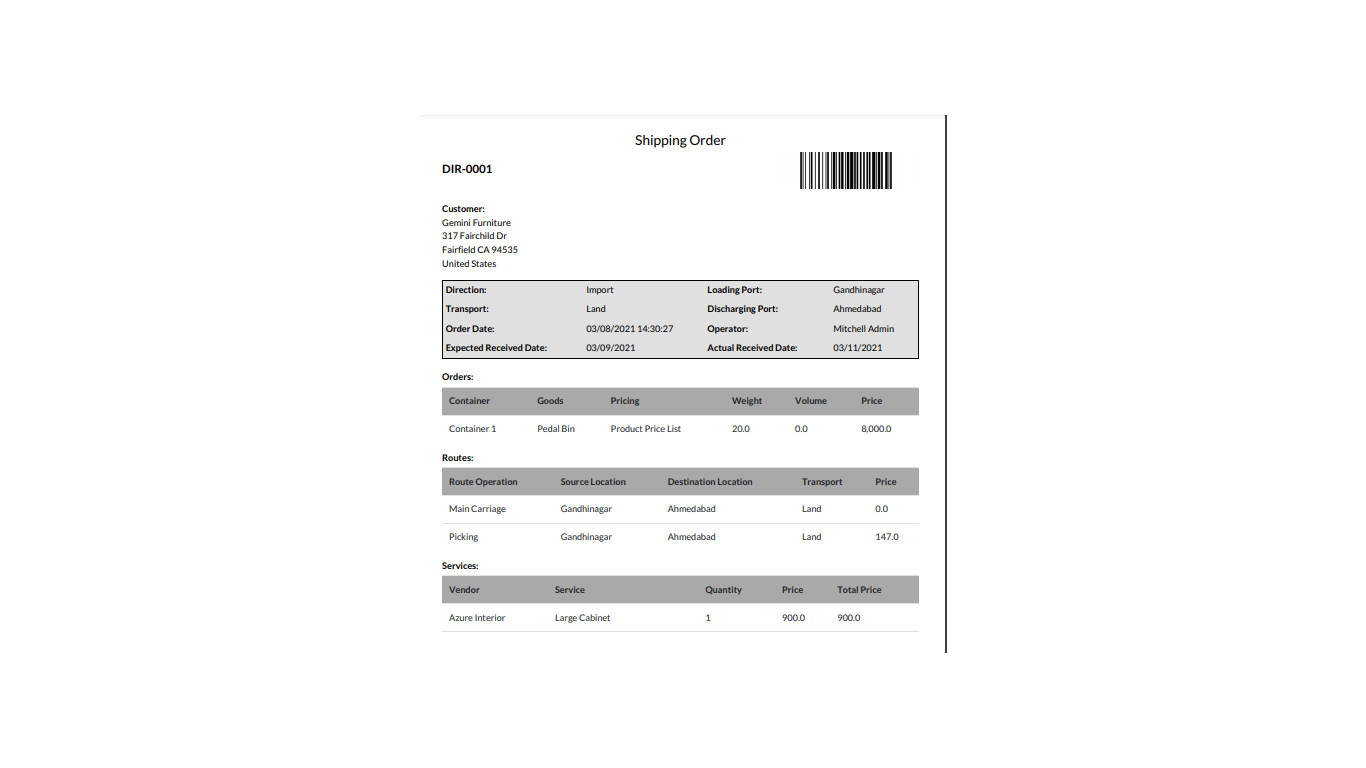 Shipping Order
DIR-0001
Customer:
Gemini Furniture
317 Fairchild Dr
Fairfield CA 94535
United States
Direction: Import Loading Port: Gandhinagar
Transport: Land Discharging Port: Ahmedabad
Order Date: 03/08/2021 14:30:27 Operator: Mitchell Admin
Expected Received Date: 03/09/2021 Actual Received Date: 03/11/2021
Orders:
Container Goods Pricing Weight Volume Price
Container 1 Pedal Bin Product Price List 20.0 0.0 8,000.0
Routes:
Route Operation Source Location Destination Location Transport Price
Main Carriage Gandhinagar Ahmedabad Land 0.0
Picking Gandhinagar Ahmedabad Land 147.0
Services:
Vendor Service Quantity Price Total Price
Azure Interior Large Cabinet 1 900.0 900.0